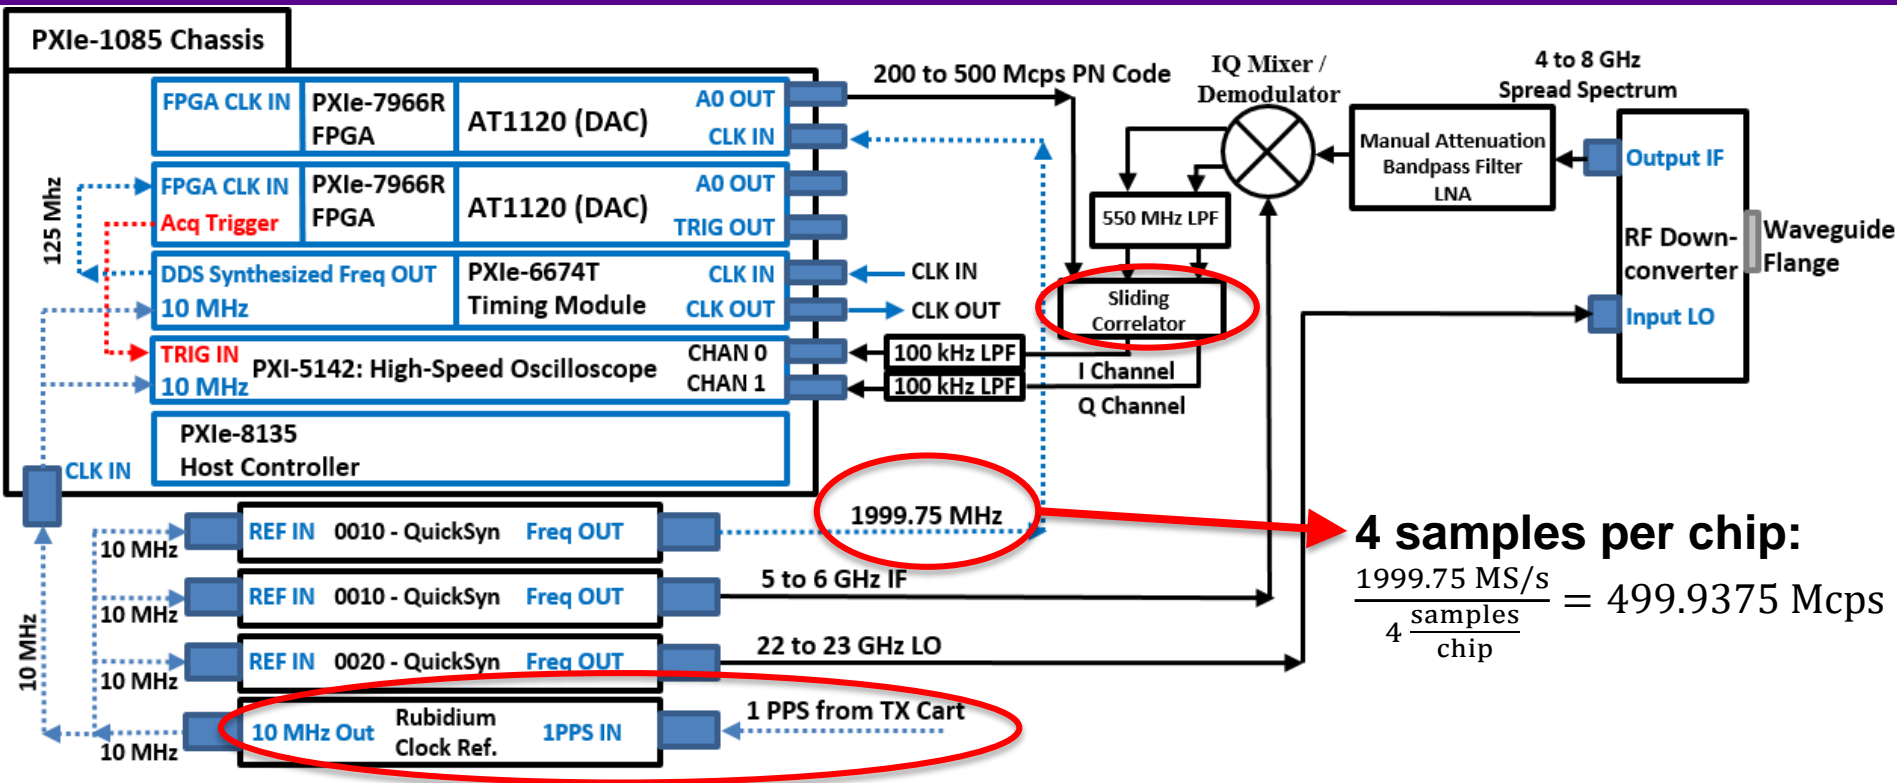 PXIe-1085 Chassis
FPGA CLK IN
PXIe-7966R
FPGA
AT1120 (DAC)
A0 OUT
CLK IN
FPGA CLK IN
Acq Trigger
PXIe-7966R
FPGA
AT1120 (DAC)
A0 OUT
TRIG OUT
125 Mhz
DDS Synthesized Freq OUT
10 MHz
PXIe-6674T
Timing Module
CLK IN
CLK OUT
CLK IN
CLK OUT
TRIG IN
10 MHz
PXI-5142: High-Speed Oscilloscope
CHAN 0
CHAN 1
100 kHz LPF
100 kHz LPF
I Channel
Q Channel
PXIe-8135
Host Controller
CLK IN
200 to 500 Mcps PN Code
IQ Mixer /
Demodulator
4 to 8 GHz
Spread Spectrum
Manual Attenuation
Bandpass Filter
LNA
Output IF
RF Down-
converter
Input LO
Waveguide
Flange
550 MHz LPF
Sliding
Correlator
10 MHz
REF IN
0010 - QuickSyn
Freq OUT
1999.75 MHz
10 MHz
REF IN
0010 - QuickSyn
Freq OUT
5 to 6 GHz IF
10 MHz
REF IN
0020 - QuickSyn
Freq OUT
22 to 23 GHz LO
10 MHz
10 MHz
10 MHz Out
Rubidium
Clock Ref.
1PPS IN
1 PPS from TX Cart
4 samples per chip:
1999.75 MS/s
4 samples
chip
= 499.9375 Mcps